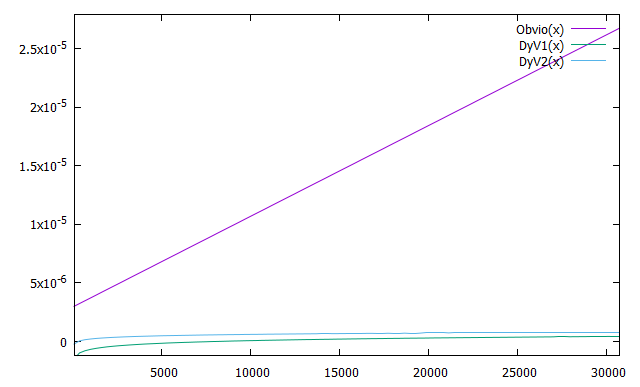 Obvio(x)
DyV1(x)
DyV2(x)
2.5x10⁻⁵
2x10⁻⁵
1.5x10⁻⁵
1x10⁻⁵
5x10⁻⁶
0
5000 10000 15000 20000 25000 30000